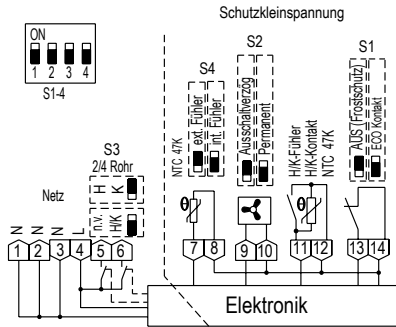 Schutzkleinspannung
ON
1 2 3 4
S1-4
S3
2/4 Rohr
H K
n.V. H/K
Netz
N N N L
1 2 3 4 5 6
S4
ext. Fühler
int. Fühler
NTC 47K
S2
Ausschaltverzög
Permanent
H/K-Fühler
H/K-Kontakt
NTC 47K
S1
AUS (Frostschutz)
ECO Kontakt
θ
θ
7 8 9 10 11 12 13 14
Elektronik